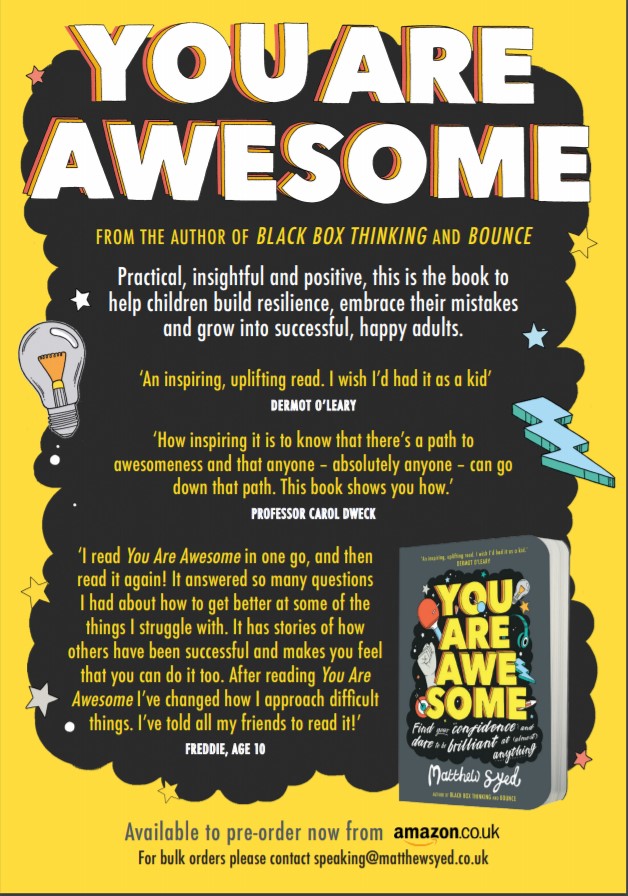 YOU ARE
AWESOME
FROM THE AUTHOR OF BLACK BOX THINKING AND BOUNCE
Practical, insightful and positive, this is the book to
help children build resilience, embrace their mistakes
and grow into successful, happy adults.
‘An inspiring, uplifting read. I wish I’d had it as a kid’
DERMOT O’LEARY
‘How inspiring it is to know that there’s a path to
awesomeness and that anyone – absolutely anyone – can go
down that path. This book shows you how.’
PROFESSOR CAROL DWECK
‘I read You Are Awesome in one go, and then
read it again! It answered so many questions
I had about how to get better at some of the
things I struggle with. It has stories of how
others have been successful and makes you feel
that you can do it too. After reading You Are
Awesome I’ve changed how I approach difficult
things. I’ve told all my friends to read it!’
FREDDIE, AGE 10
‘An inspiring, uplifting read. I wish I’d had it as a kid.’
DERMOT O’LEARY
YOU
ARE
AWE
SOME
Find your confidence and
dare to be brilliant at (almost)
anything
Matthew Syed
AUTHOR OF BLACK BOX THINKING AND BOUNCE
Available to pre-order now from amazon.co.uk
For bulk orders please contact speaking@matthewsyed.co.uk